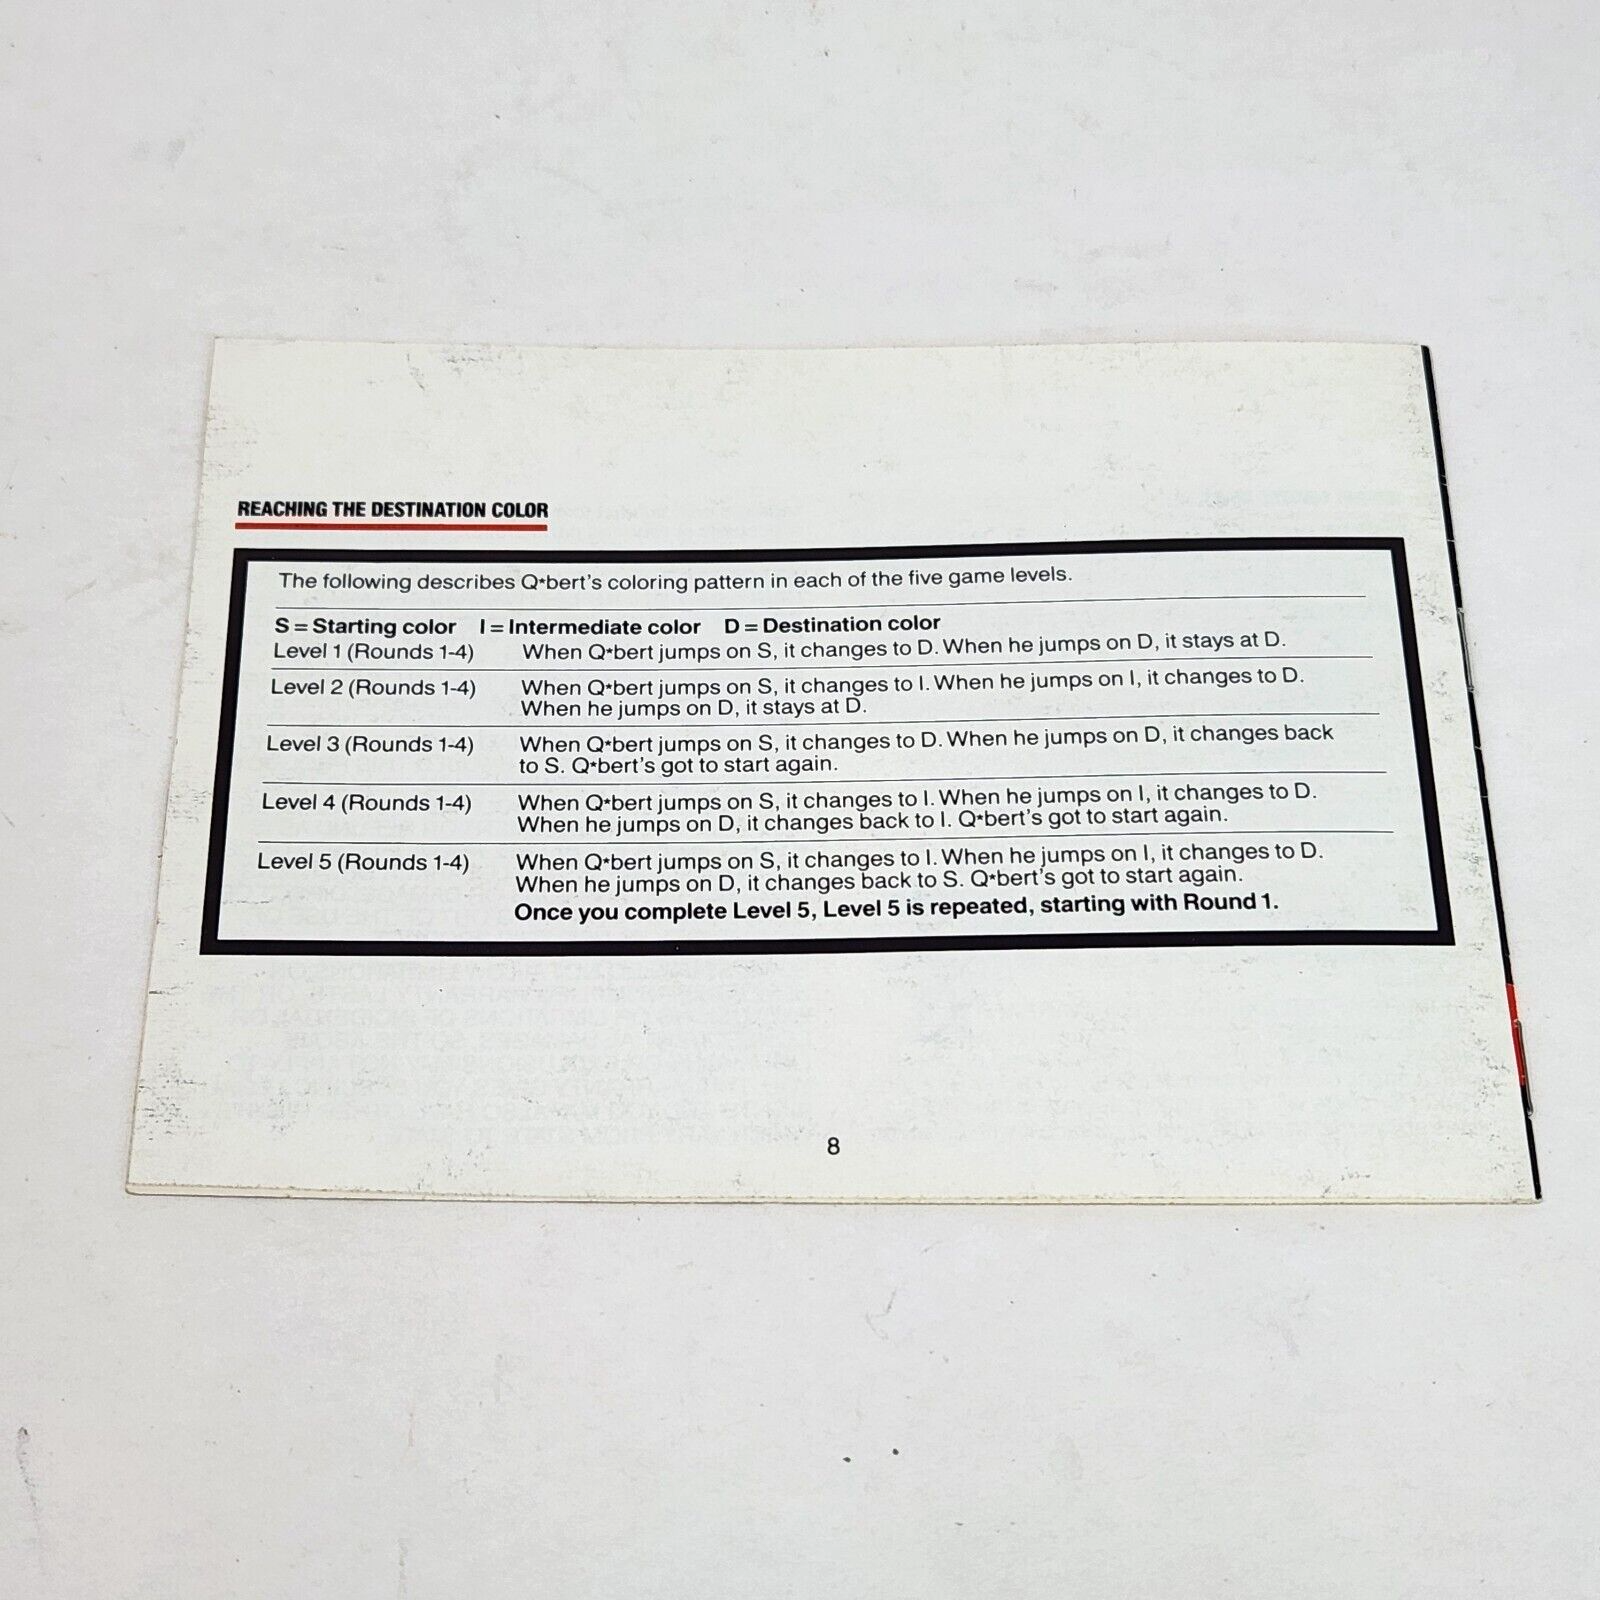 REACHING THE DESTINATION COLOR
The following describes Q*bert's coloring pattern in each of the five game levels.
S = Starting color I = Intermediate color D = Destination color
Level 1 (Rounds 1-4) When Q*bert jumps on S, it changes to D. When he jumps on D, it stays at D.
Level 2 (Rounds 1-4) When Q*bert jumps on S, it changes to I. When he jumps on I, it changes to D.
When he jumps on D, it stays at D.
Level 3 (Rounds 1-4) When Q*bert jumps on S, it changes to D. When he jumps on D, it changes back
to S. Q*bert's got to start again.
Level 4 (Rounds 1-4) When Q*bert jumps on S, it changes to I. When he jumps on I, it changes to D.
When he jumps on D, it changes back to I. Q*bert's got to start again.
Level 5 (Rounds 1-4) When Q*bert jumps on S, it changes to I. When he jumps on I, it changes to D.
When he jumps on D, it changes back to S. Q*bert's got to start again.
Once you complete Level 5, Level 5 is repeated, starting with Round 1.
8